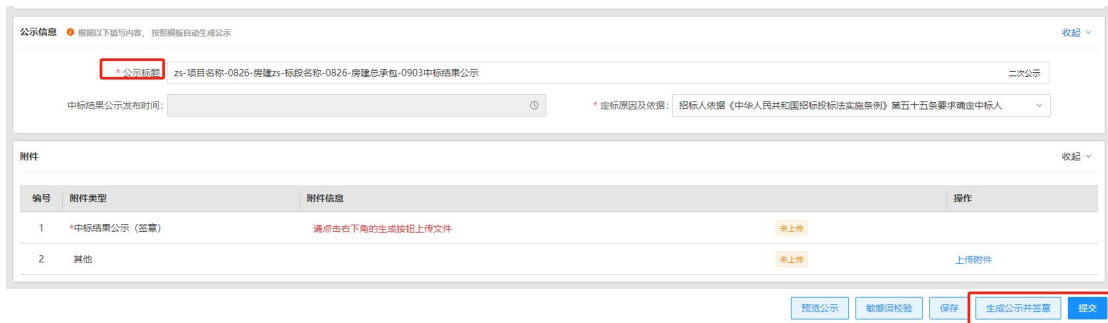 公示信息 根据以下填写内容，按照模板自动生成公示 收起
* 公示标题 zs-项目名称-0826-房建zs-标段名称-0826-房建总承包-0903中标结果公示 二次公示
中标结果公示发布时间： * 定标原因及依据： 招标人依据《中华人民共和国招标投标法实施条例》第五十五条要求确定中标人
附件 收起
编号 附件类型 附件信息 操作
1 *中标结果公示（签章） 请点击右下角的生成按钮上传文件 未上传
2 其他 未上传 上传附件
预览公示 敏感词校验 保存 生成公示并签章 提交